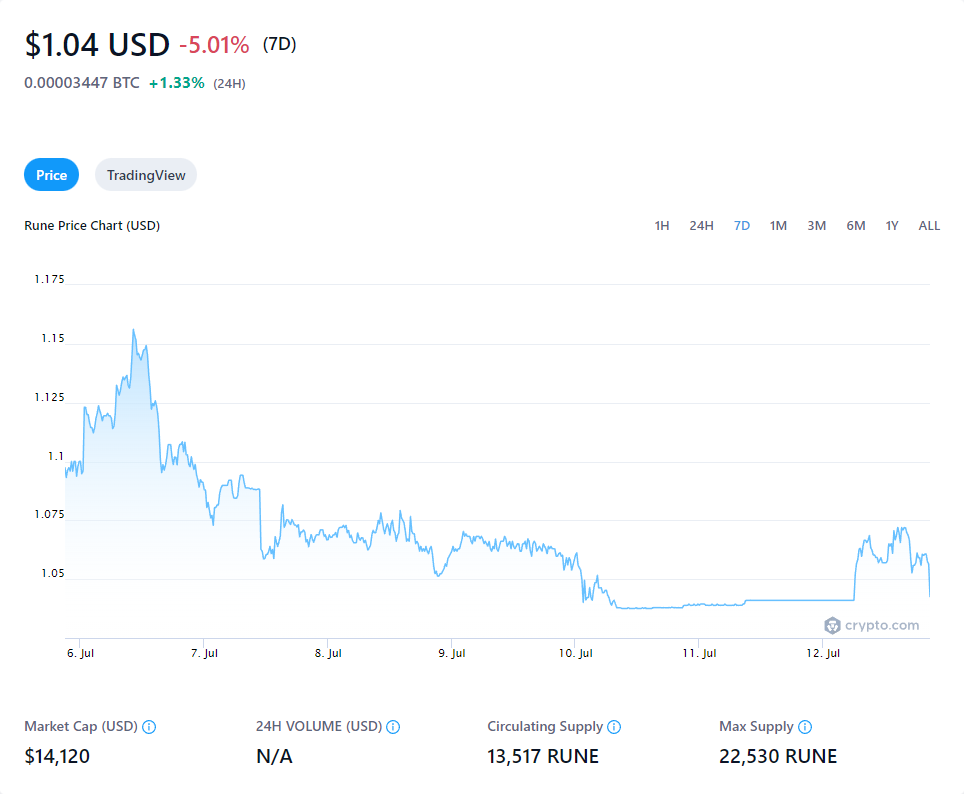 $1.04 USD -5.01% (7D)
0.00003447 BTC +1.33% (24H)
Price TradingView
Rune Price Chart (USD) 1H 24H 7D 1M 3M 6M 1Y ALL
1.175
1.15
1.125
1.1
1.075
1.05
crypto.com
6. Jul 7. Jul 8. Jul 9. Jul 10. Jul 11. Jul 12. Jul
Market Cap (USD) 24H VOLUME (USD) Circulating Supply Max Supply
$14,120 N/A 13,517 RUNE 22,530 RUNE